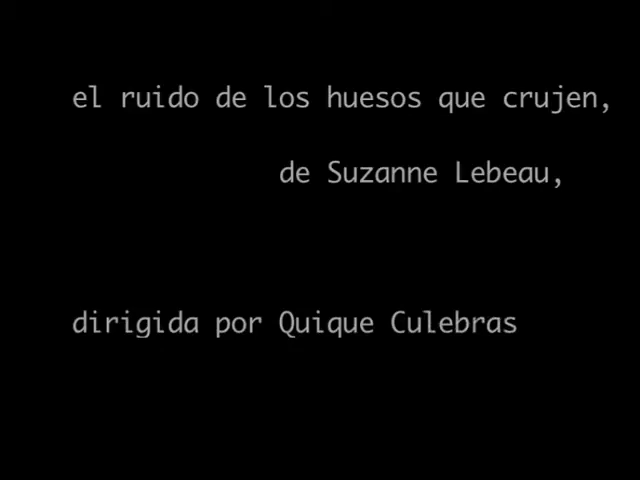 el ruido de los huesos que crujen,
de Suzanne Lebeau,
dirigida por Quique Culebras